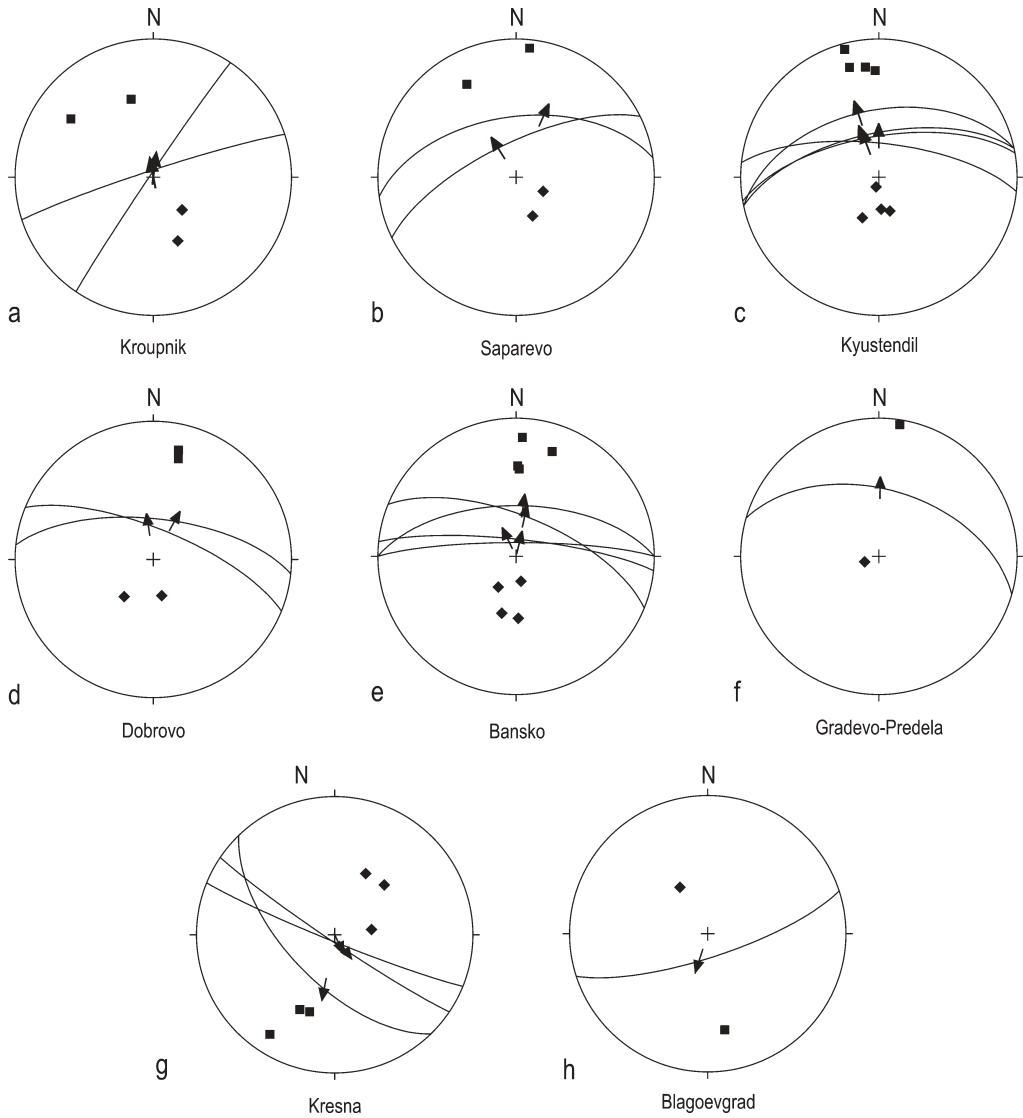 N
N
N
a
b
c
Kroupnik
Saparevo
Kyustendil
N
N
N
d
e
f
Dobrovo
Bansko
Gradevo-Predela
N
N
g
h
Kresna
Blagoevgrad